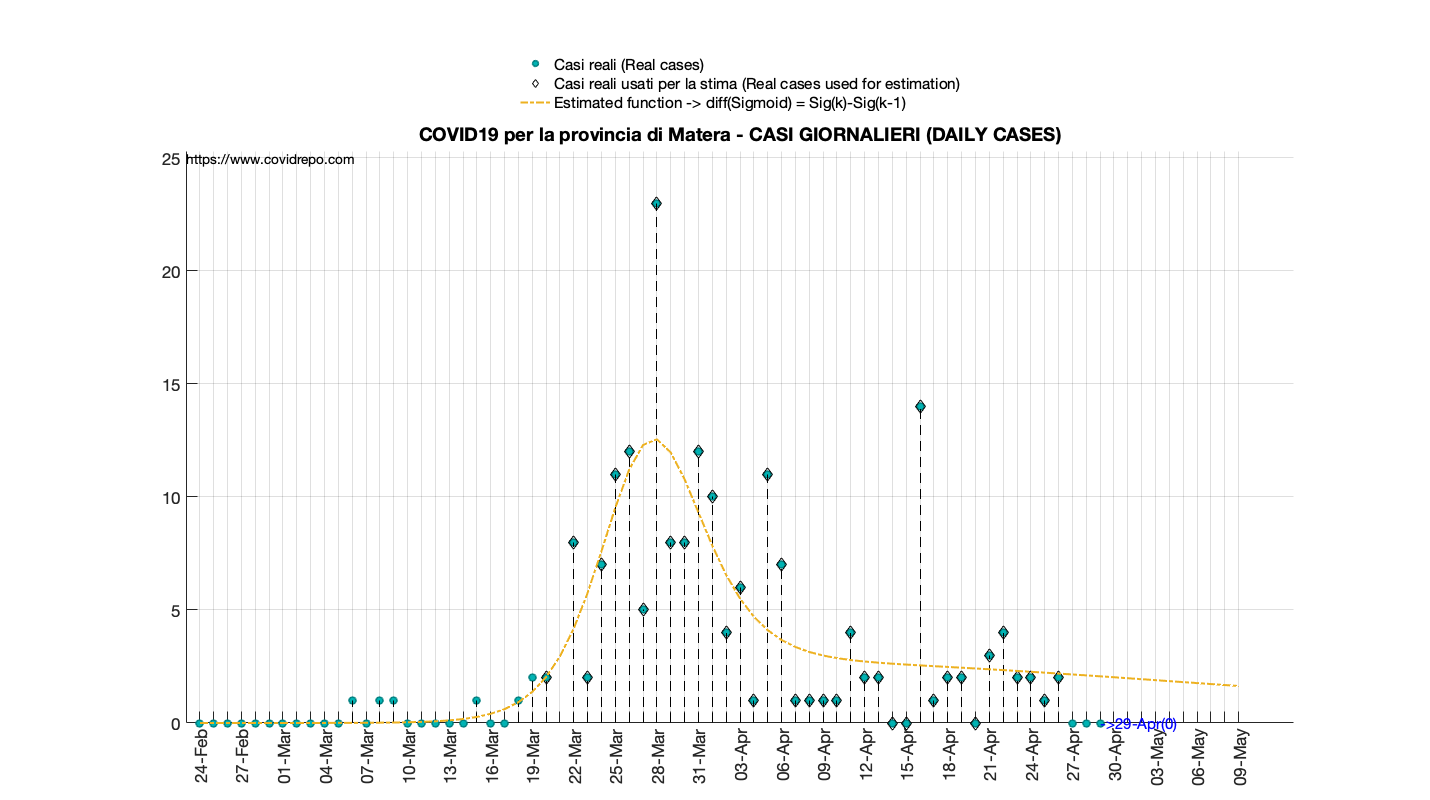 Casi reali (Real cases)
Casi reali usati per la stima (Real cases used for estimation)
Estimated function -> diff(Sigmoid) = Sig(k)-Sig(k-1)
COVID19 per la provincia di Matera - CASI GIORNALIERI (DAILY CASES)
https://www.covidrepo.com
25
20
15
10
5
0
->29-Apr(0)
24-Feb
27-Feb
01-Mar
04-Mar
07-Mar
10-Mar
13-Mar
16-Mar
19-Mar
22-Mar
25-Mar
28-Mar
31-Mar
03-Apr
06-Apr
09-Apr
12-Apr
15-Apr
18-Apr
21-Apr
24-Apr
27-Apr
30-Apr
03-May
06-May
09-May